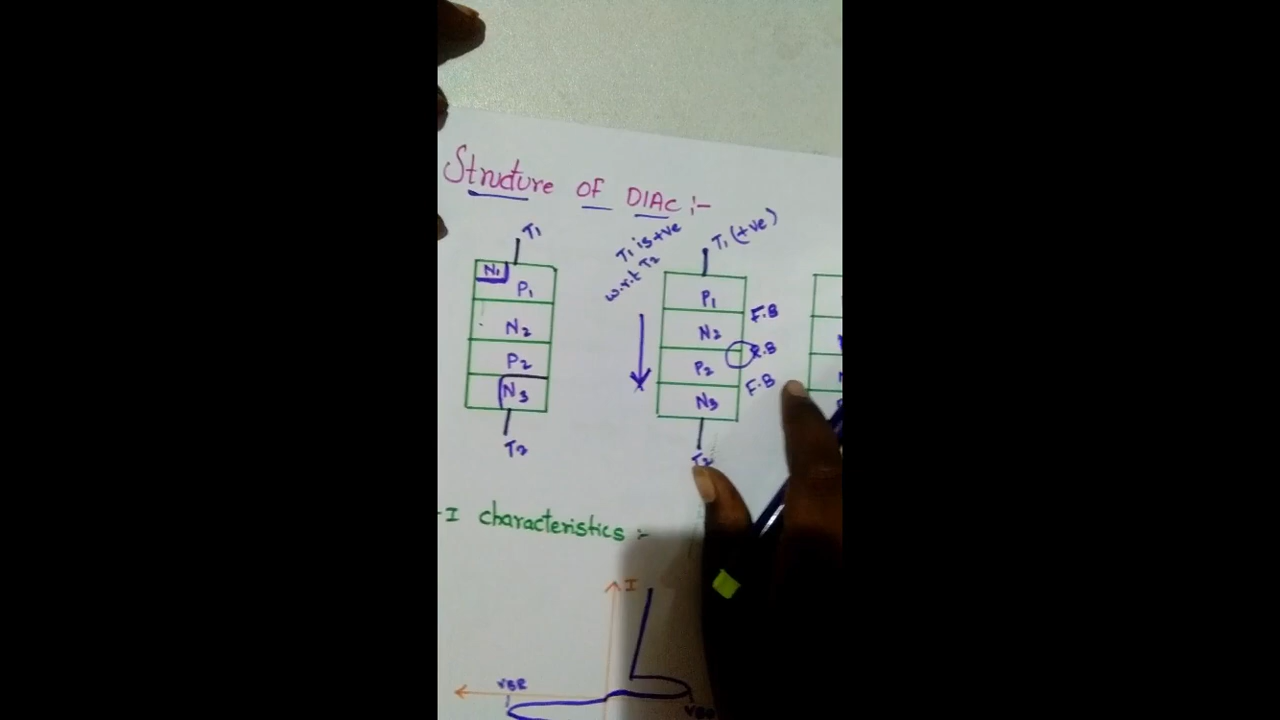 Structure OF DIAC :-
T1
N1
P1
N2
P2
N3
T2
T1 is +ve
w.r.t T2
T1 (+ve)
P1
N2
P2
N3
F.B
R.B
F.B
T2
-I characteristics :-
I
VBR